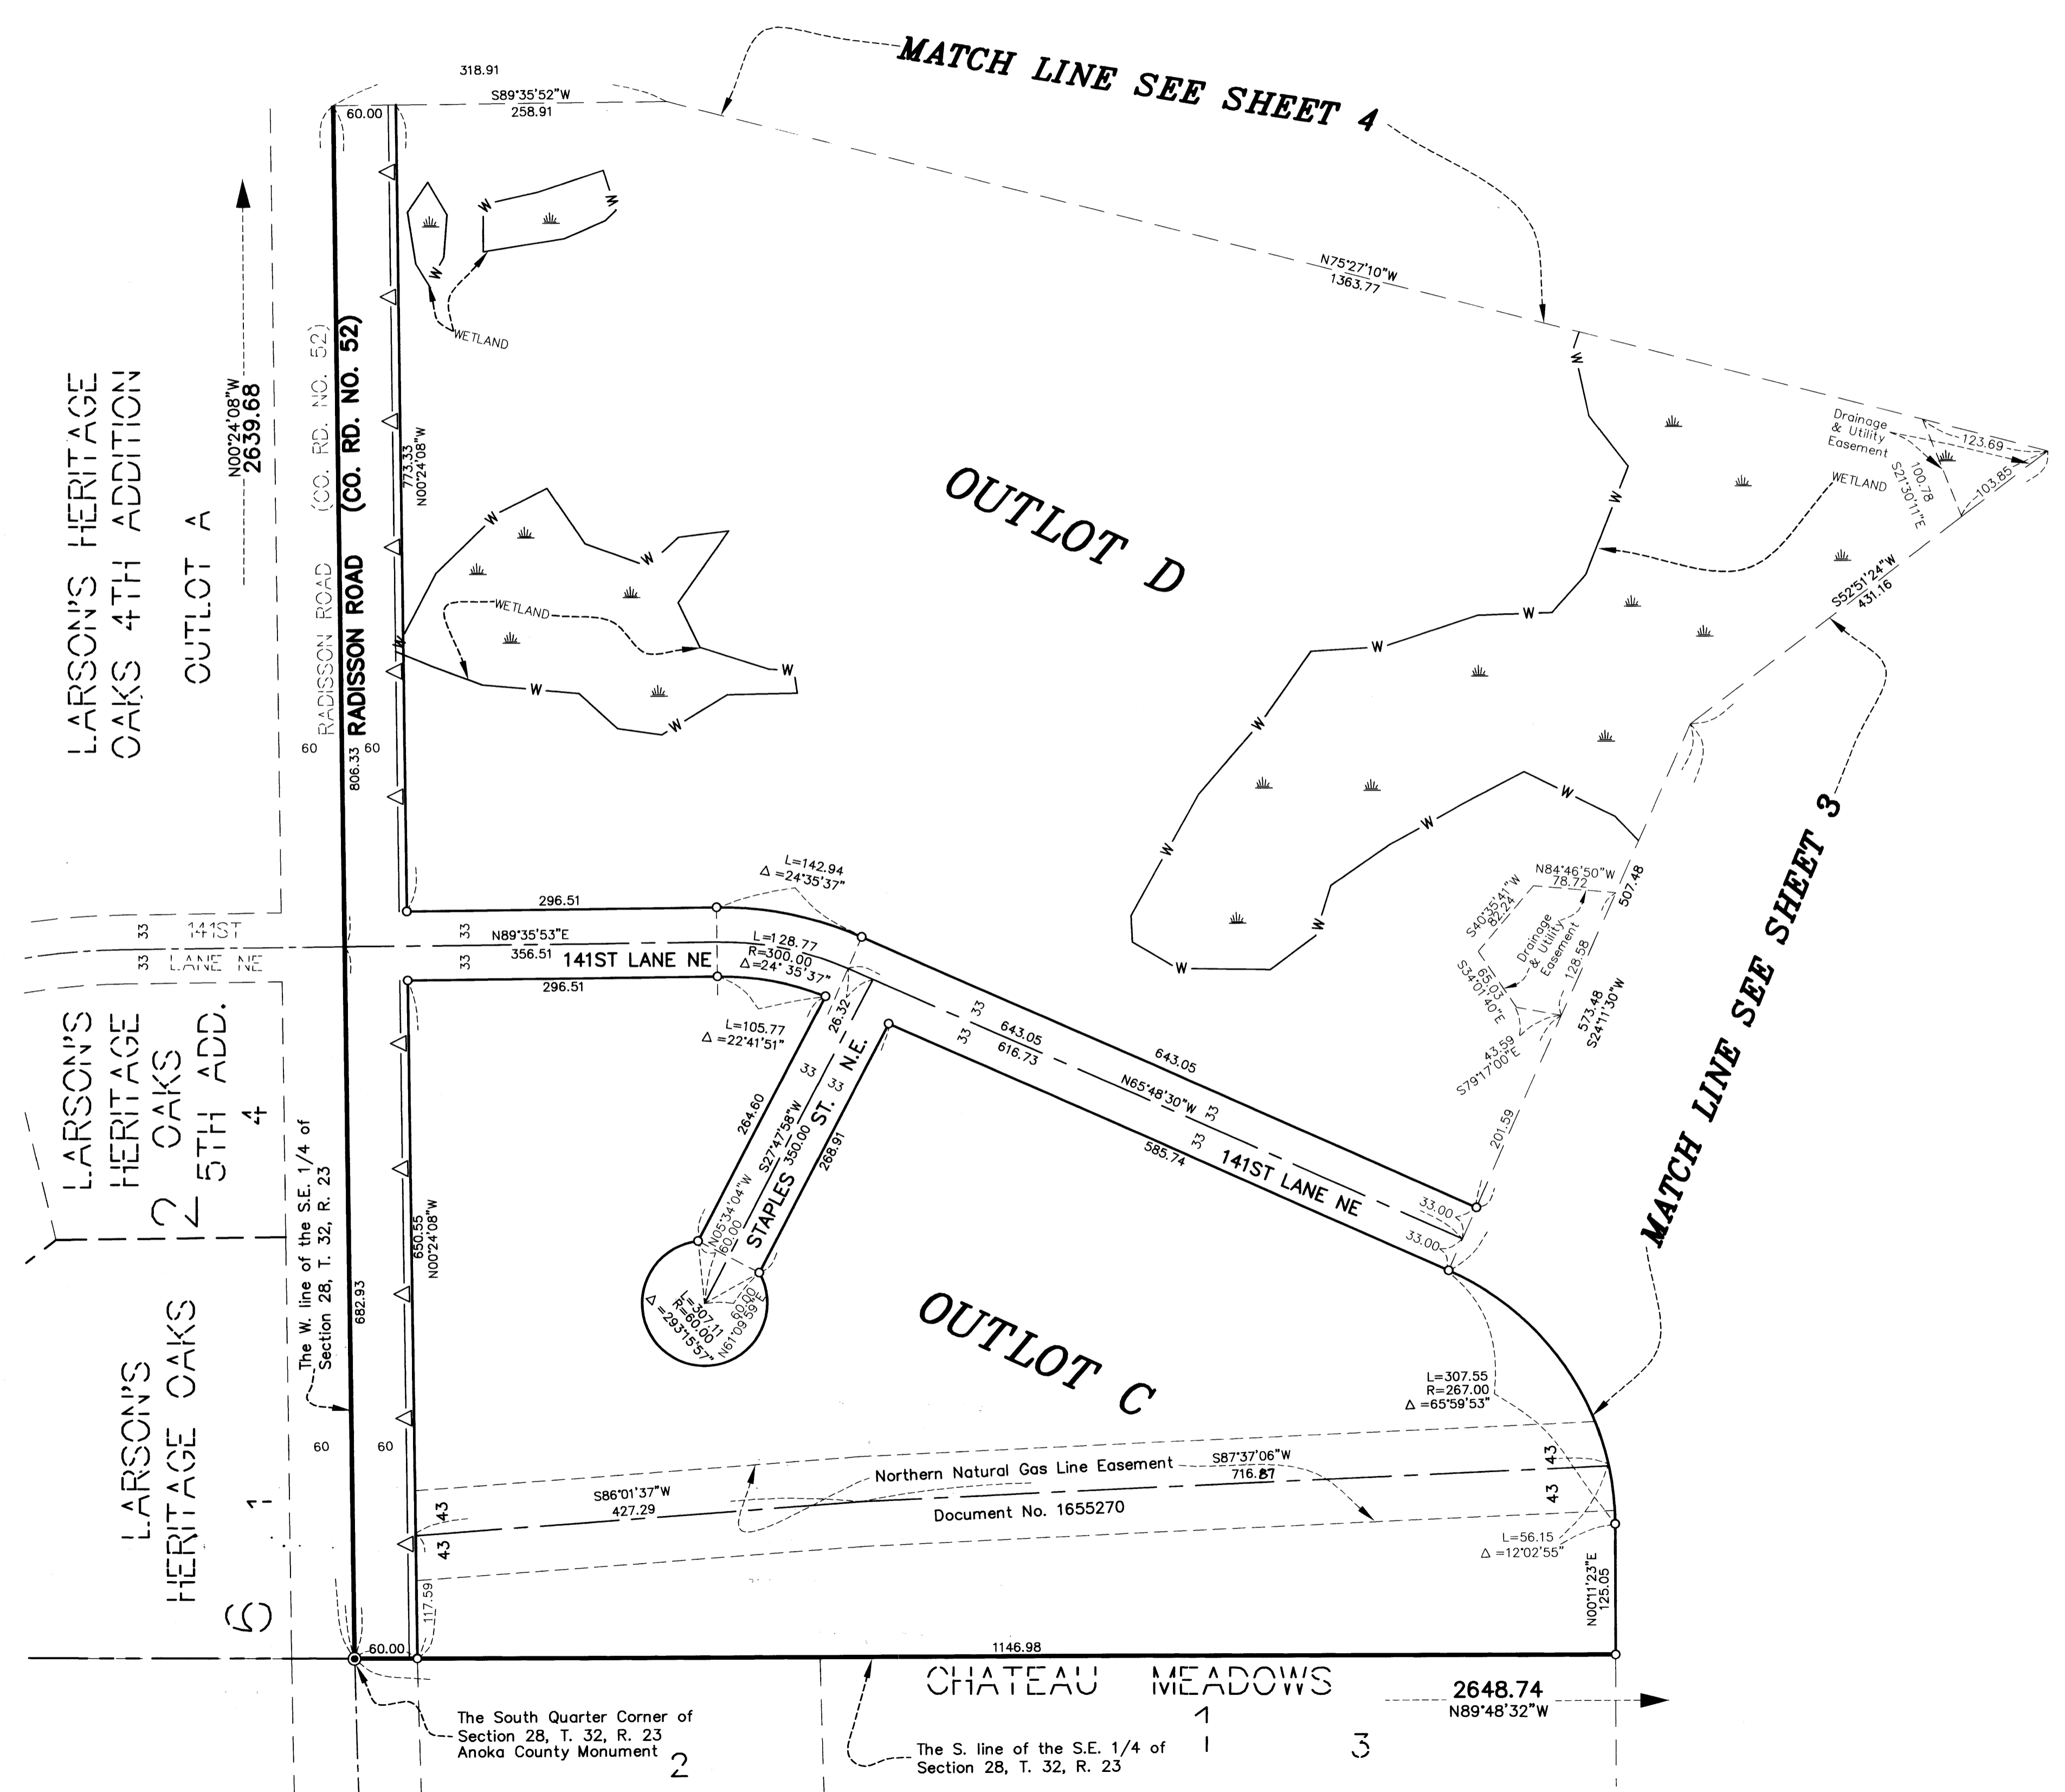 MATCH LINE SEE SHEET 4
318.91
S89°35'52"W
60.00
258.91
N75°27'10"W
1363.77
WETLAND
LARSON'S HERITAGE
OAKS 4TH ADDITION
OUTLOT A
N00°24'08"W
2639.68
RADISSON ROAD (CO. RD. NO. 52)
RADISSON ROAD (CO. RD. NO. 52)
773.33
N00°24'08"W
60
60
806.33
OUTLOT D
WETLAND
Drainage
& Utility
Easement
WETLAND
123.69
103.85
100.78
S21°30'11"E
S52°51'24"W
431.16
MATCH LINE SEE SHEET 3
507.48
N84°46'50"W
78.72
S40°35'41"W
82.24
Drainage
& Utility
Easement
65.03
S34°01'40"E
128.58
573.48
S24°11'30"W
43.59
S79°17'00"E
201.59
L=142.94
Δ =24°35'37"
296.51
33 141ST
33 LANE NE
33
33
N89°35'53"E
356.51
141ST LANE NE
L=128.77
R=300.00
Δ=24°35'37"
296.51
L=105.77
Δ =22°41'51"
26.32
33
33
643.05
616.73
643.05
N65°48'30"W
33
33
585.74
141ST LANE NE
33.00
33.00
LARSON'S
HERITAGE
OAKS
5TH ADD.
2
4
264.60
33
33
S27°47'58"W
350.00
STAPLES ST. N.E.
268.91
N05°34'04"W
60.00
L=307.11
R=60.00
Δ =293°15'57"
60.00
N61°09'59"E
The W. line of the S.E. 1/4 of
Section 28, T. 32, R. 23
650.55
N00°24'08"W
682.93
LARSON'S
HERITAGE OAKS
6
1
60
60
OUTLOT C
L=307.55
R=267.00
Δ =65°59'53"
43
43
S86°01'37"W
427.29
Northern Natural Gas Line Easement
Document No. 1655270
S87°37'06"W
716.87
43
43
L=56.15
Δ =12°02'55"
N00°11'23"E
125.05
117.59
60.00
1146.98
CHATEAU MEADOWS
2648.74
N89°48'32"W
The South Quarter Corner of
Section 28, T. 32, R. 23
Anoka County Monument
2
The S. line of the S.E. 1/4 of
Section 28, T. 32, R. 23
1
3